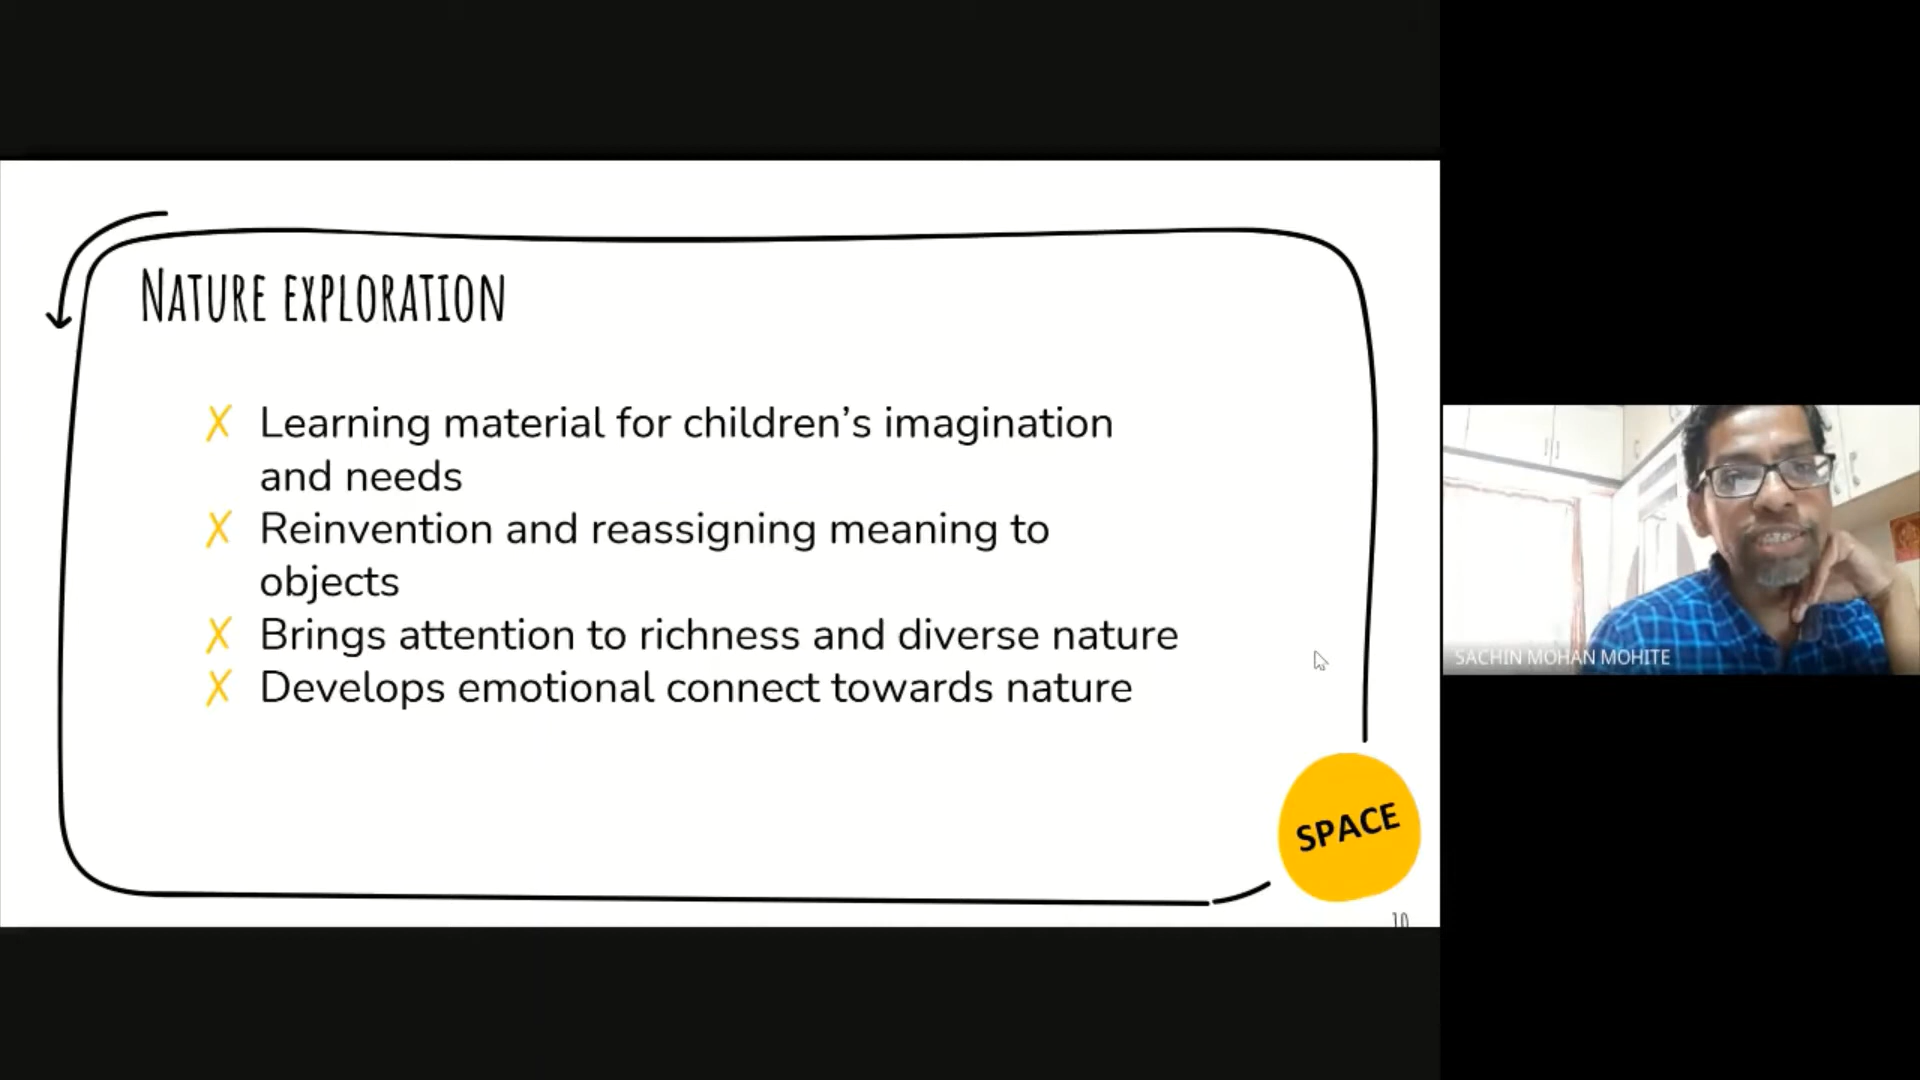 Nature exploration
✗ Learning material for children’s imagination
and needs
✗ Reinvention and reassigning meaning to
objects
✗ Brings attention to richness and diverse nature
✗ Develops emotional connect towards nature
SPACE
10
SACHIN MOHAN MOHITE